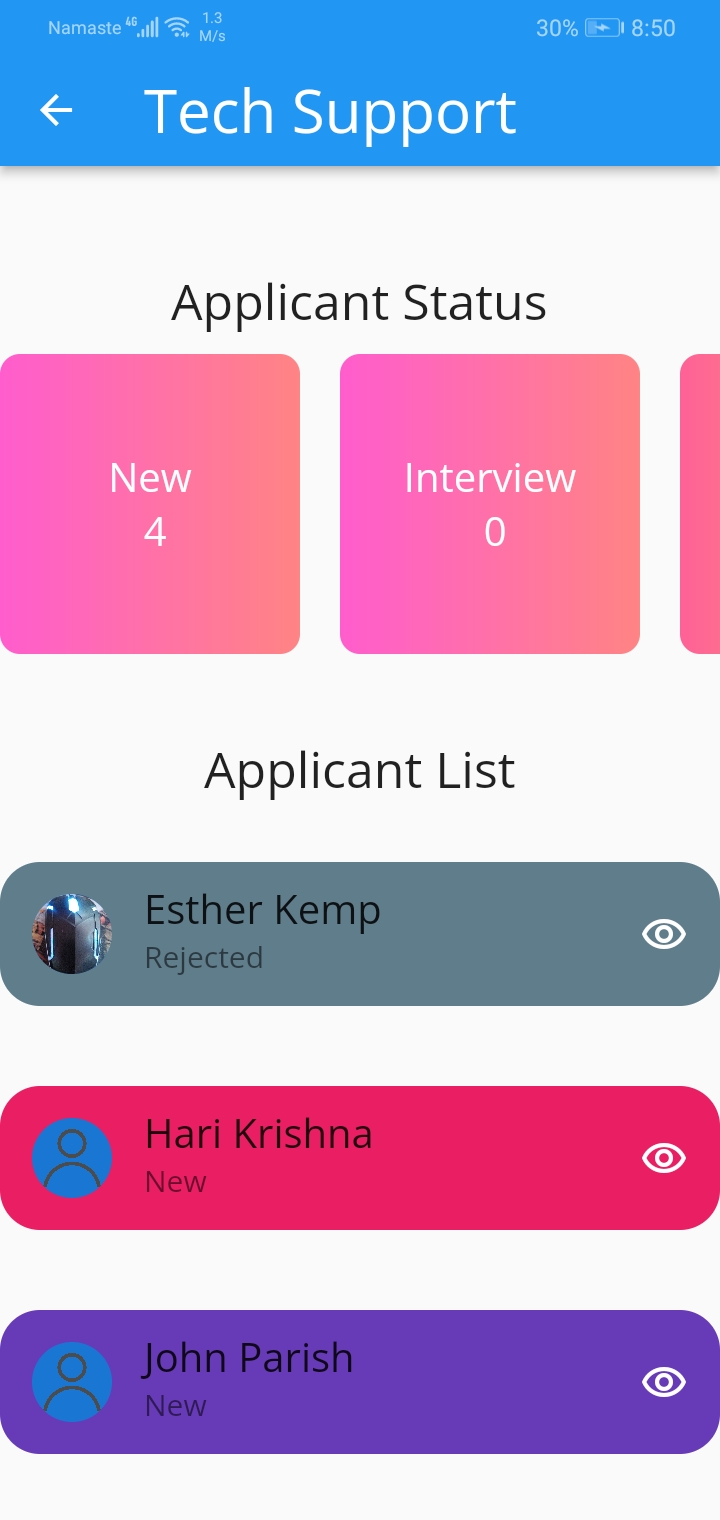 Namaste 4G 1.3 M/s 30% 8:50
Tech Support
Applicant Status
New
4
Interview
0
Applicant List
Esther Kemp
Rejected
Hari Krishna
New
John Parish
New